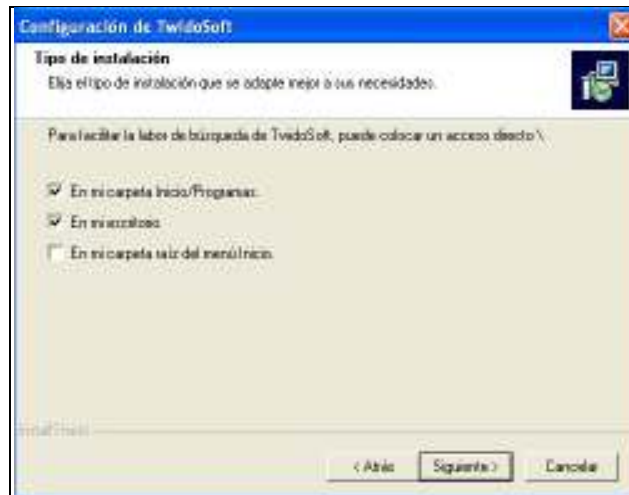 Configuración de TwidoSoft
Tipo de instalación
Elija el tipo de instalación que se adapte mejor a sus necesidades.
Para facilitar la labor de búsqueda de TwidoSoft, puede colocar un acceso directo \
En mi carpeta Inicio/Programas.
En mi escritorio.
En mi carpeta raíz del menú Inicio.
InstallShield
< Atrás
Siguiente >
Cancelar